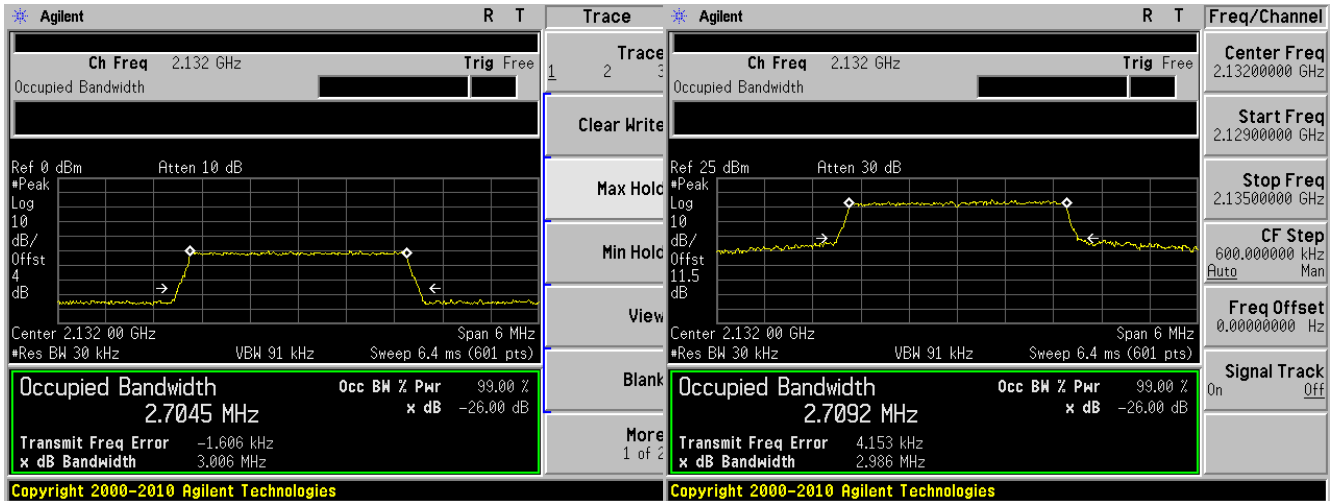 Agilent R T Trace
Ch Freq 2.132 GHz Trig Free
Occupied Bandwidth
Ref 0 dBm Atten 10 dB
#Peak
Log
10
dB/
Offst
4
dB
Center 2.132 00 GHz Span 6 MHz
#Res BW 30 kHz VBW 91 kHz Sweep 6.4 ms (601 pts)
Occupied Bandwidth Occ BW % Pwr 99.00 %
2.7045 MHz x dB -26.00 dB
Transmit Freq Error -1.606 kHz
x dB Bandwidth 3.006 MHz
Copyright 2000-2010 Agilent Technologies
Trace
1 2 3
Clear Write
Max Hold
Min Hold
View
Blank
More
1 of 2
Agilent R T Freq/Channel
Ch Freq 2.132 GHz Trig Free
Occupied Bandwidth
Ref 25 dBm Atten 30 dB
#Peak
Log
10
dB/
Offst
11.5
dB
Center 2.132 00 GHz Span 6 MHz
#Res BW 30 kHz VBW 91 kHz Sweep 6.4 ms (601 pts)
Occupied Bandwidth Occ BW % Pwr 99.00 %
2.7092 MHz x dB -26.00 dB
Transmit Freq Error 4.153 kHz
x dB Bandwidth 2.986 MHz
Copyright 2000-2010 Agilent Technologies
Center Freq
2.13200000 GHz
Start Freq
2.12900000 GHz
Stop Freq
2.13500000 GHz
CF Step
600.000000 kHz
Auto Man
Freq Offset
0.00000000 Hz
Signal Track
On Off